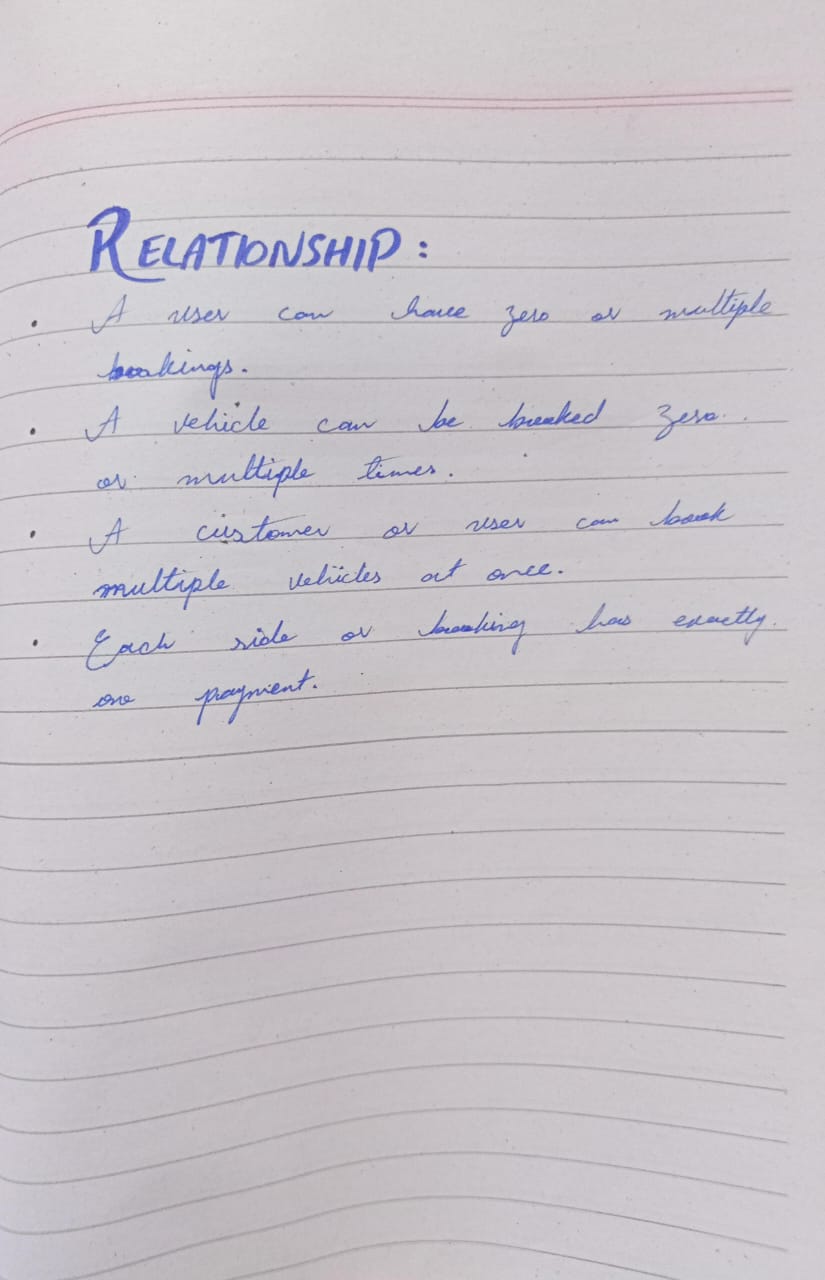 RELATIONSHIP:
• A user can have zero or multiple
bookings.
• A vehicle can be booked zero
or multiple times.
• A customer or user can book
multiple vehicles at once.
• Each ride or booking has exactly
one payment.